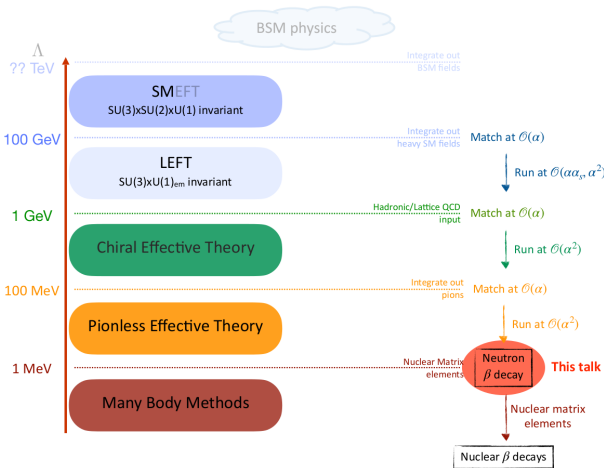 BSM physics
Λ
?? TeV
Integrate out
BSM fields
SMEFT
SU(3)xSU(2)xU(1) invariant
100 GeV
Integrate out
heavy SM fields
Match at 𝒪(α)
LEFT
SU(3)xU(1)ₑₘ invariant
Run at 𝒪(ααₛ, α²)
1 GeV
Hadronic/Lattice QCD
input
Match at 𝒪(α)
Chiral Effective Theory
Run at 𝒪(α²)
100 MeV
Integrate out
pions
Match at 𝒪(α)
Pionless Effective Theory
Run at 𝒪(α²)
1 MeV
Nuclear Matrix
elements
Neutron
β decay
This talk
Many Body Methods
Nuclear matrix
elements
Nuclear β decays